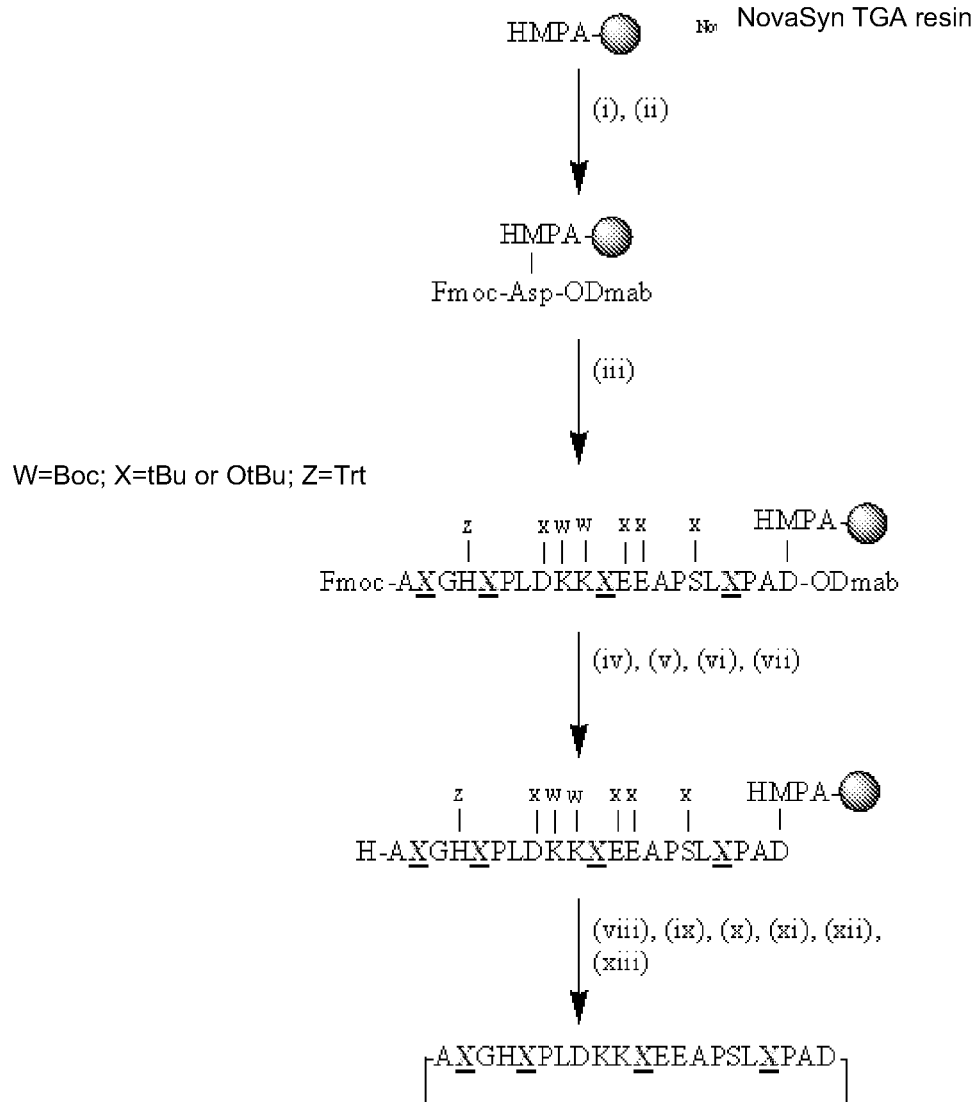 HMPA- NovaSyn TGA resin
(i), (ii)
HMPA-
Fmoc-Asp-ODmab
(iii)
W=Boc; X=tBu or OtBu; Z=Trt
z x w w x x x HMPA-
Fmoc-AXGHXPLDKKXEEAPSLXPAD-ODmab
(iv), (v), (vi), (vii)
z x w w x x x HMPA-
H-AXGHXPLDKKXEEAPSLXPAD
(viii), (ix), (x), (xi), (xii),
(xiii)
AXGHXPLDKKXEEAPSLXPAD